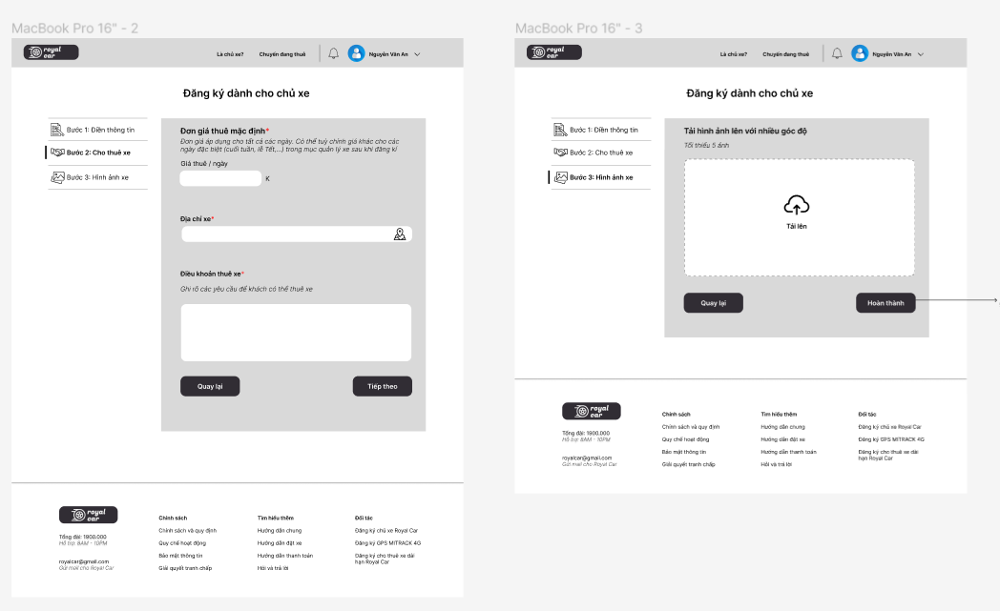 MacBook Pro 16" - 2
royal car
Là chủ xe?
Chuyến đang thuê
Nguyễn Văn An
Đăng ký dành cho chủ xe
Bước 1: Điền thông tin
Bước 2: Cho thuê xe
Bước 3: Hình ảnh xe
Đơn giá thuê mặc định*
Đơn giá áp dụng cho tất cả các ngày. Có thể tuỳ chỉnh giá khác cho các
ngày đặc biệt (cuối tuần, lễ Tết,...) trong mục quản lý xe sau khi đăng kí
Giá thuê / ngày
K
Địa chỉ xe*
Điều khoản thuê xe*
Ghi rõ các yêu cầu để khách có thể thuê xe
Quay lại
Tiếp theo
royal car
Tổng đài: 1900.000
Hỗ trợ: 8AM - 10PM
royalcar@gmail.com
Gửi mail cho Royal Car
Chính sách
Chính sách và quy định
Quy chế hoạt động
Bảo mật thông tin
Giải quyết tranh chấp
Tìm hiểu thêm
Hướng dẫn chung
Hướng dẫn đặt xe
Hướng dẫn thanh toán
Hỏi và trả lời
Đối tác
Đăng ký chủ xe Royal Car
Đăng ký GPS MITRACK 4G
Đăng ký cho thuê xe dài
hạn Royal Car
MacBook Pro 16" - 3
royal car
Là chủ xe?
Chuyến đang thuê
Nguyễn Văn An
Đăng ký dành cho chủ xe
Bước 1: Điền thông tin
Bước 2: Cho thuê xe
Bước 3: Hình ảnh xe
Tải hình ảnh lên với nhiều góc độ
Tối thiểu 5 ảnh
Tải lên
Quay lại
Hoàn thành
royal car
Tổng đài: 1900.000
Hỗ trợ: 8AM - 10PM
royalcar@gmail.com
Gửi mail cho Royal Car
Chính sách
Chính sách và quy định
Quy chế hoạt động
Bảo mật thông tin
Giải quyết tranh chấp
Tìm hiểu thêm
Hướng dẫn chung
Hướng dẫn đặt xe
Hướng dẫn thanh toán
Hỏi và trả lời
Đối tác
Đăng ký chủ xe Royal Car
Đăng ký GPS MITRACK 4G
Đăng ký cho thuê xe dài
hạn Royal Car